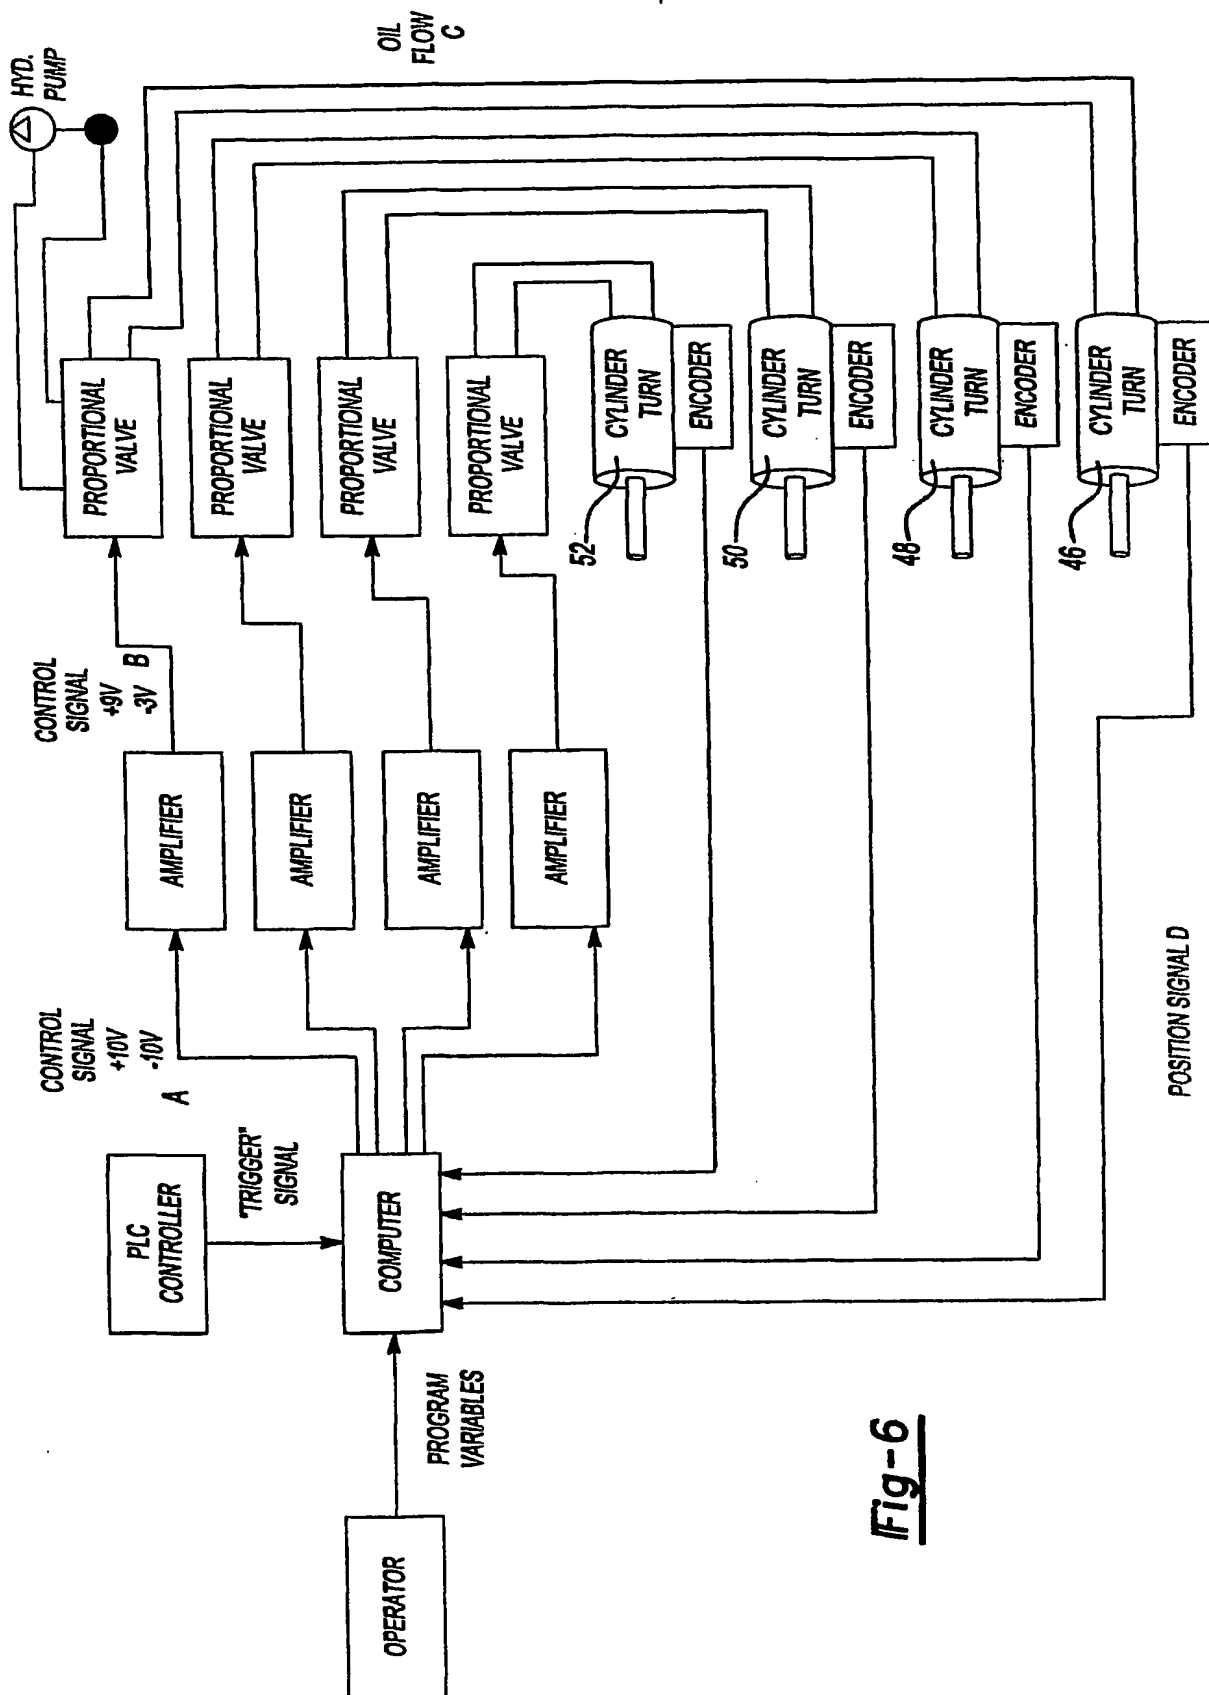 HYD.
PUMP
OIL
FLOW
C
PROPORTIONAL
VALVE
PROPORTIONAL
VALVE
PROPORTIONAL
VALVE
PROPORTIONAL
VALVE
CONTROL
SIGNAL
+9V
-3V B
AMPLIFIER
AMPLIFIER
AMPLIFIER
AMPLIFIER
CONTROL
SIGNAL
+10V
-10V
A
PLC
CONTROLLER
"TRIGGER"
SIGNAL
COMPUTER
PROGRAM
VARIABLES
OPERATOR
CYLINDER
TURN
ENCODER
52
CYLINDER
TURN
ENCODER
50
CYLINDER
TURN
ENCODER
48
CYLINDER
TURN
ENCODER
46
POSITION SIGNAL D
Fig-6